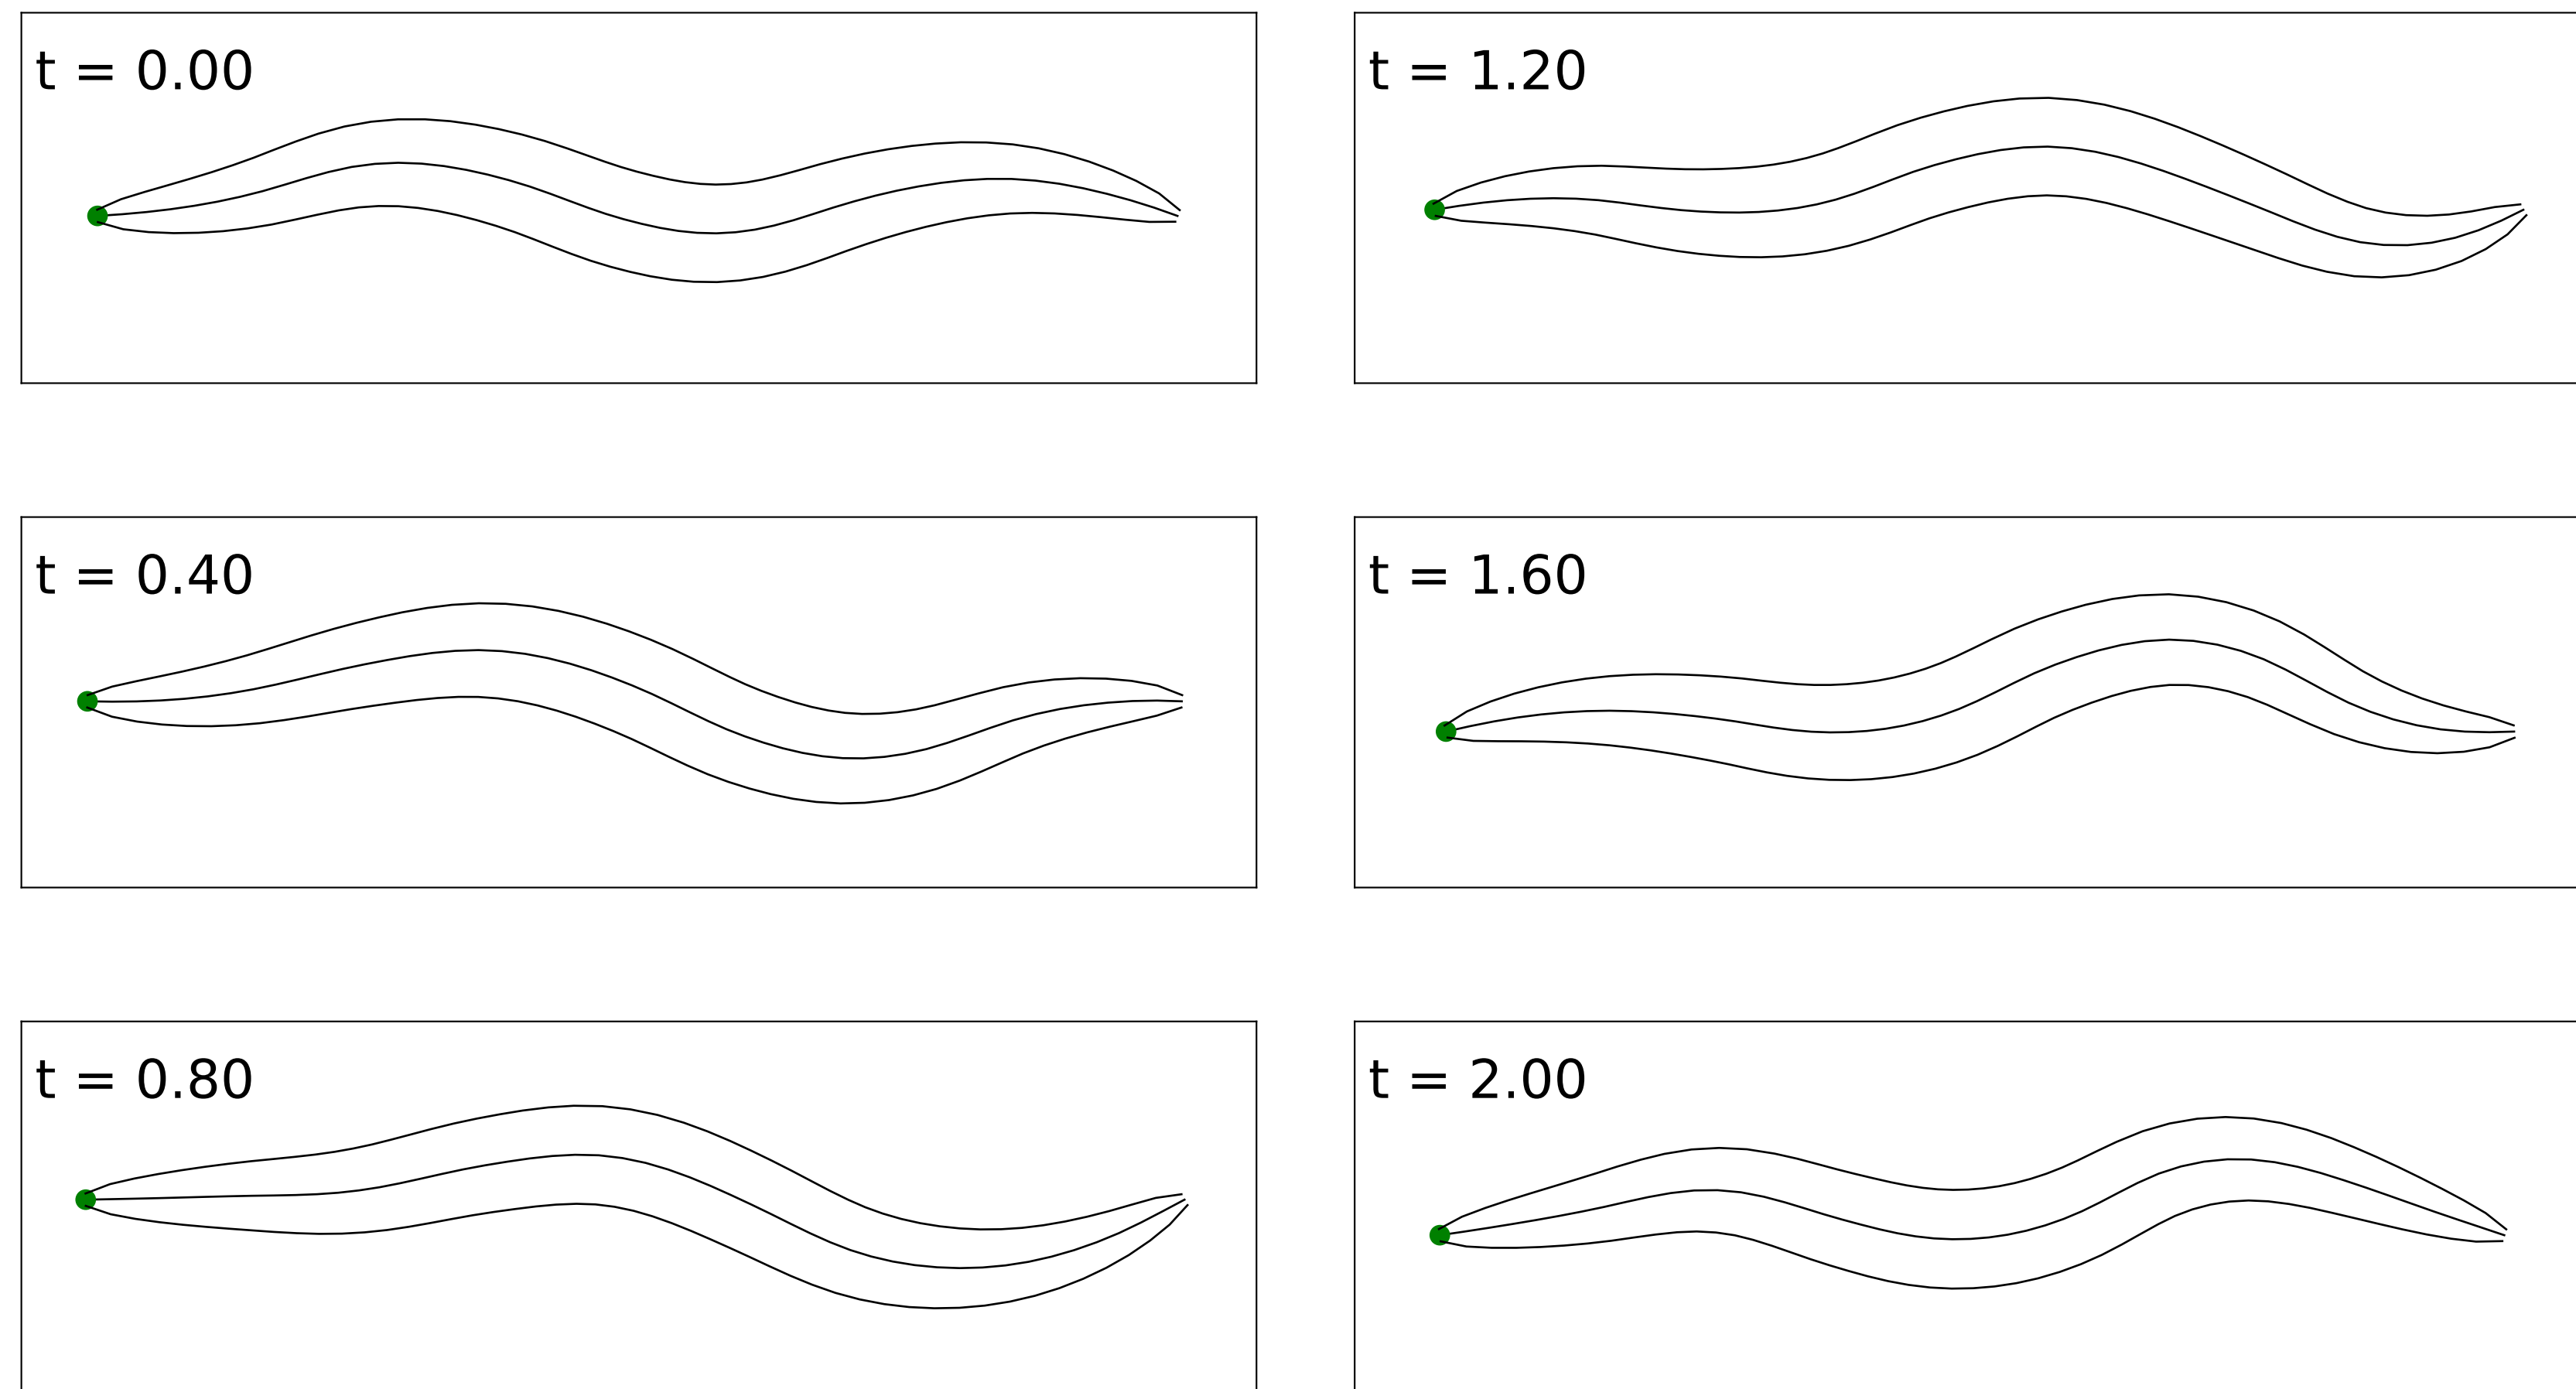 t = 0.00
t = 1.20
t = 0.40
t = 1.60
t = 0.80
t = 2.00